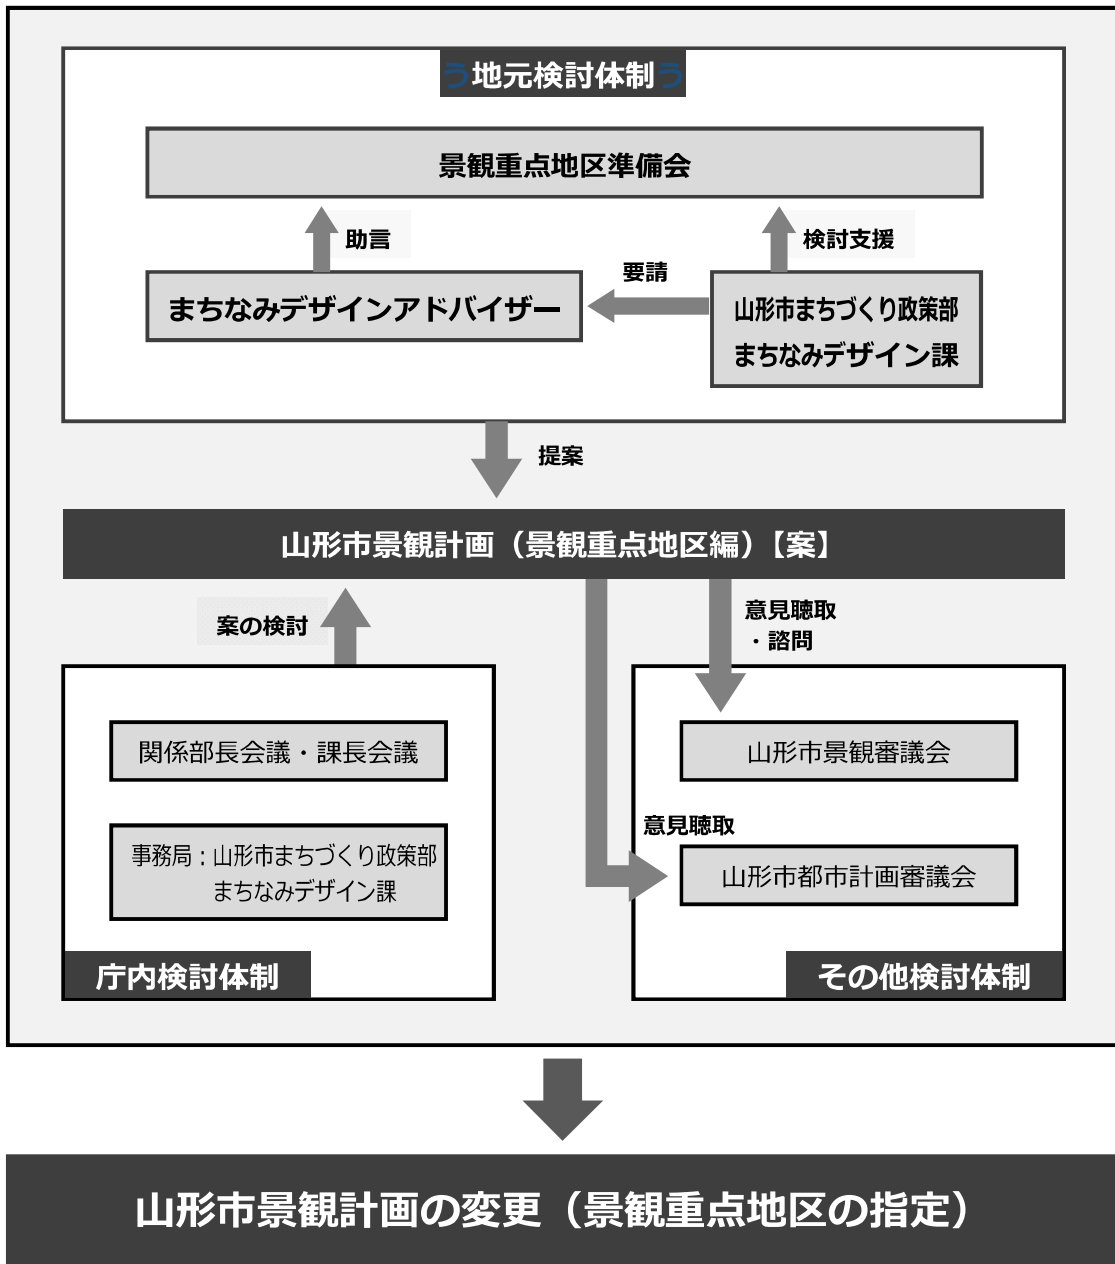 う地元検討体制う
景観重点地区準備会
助言
検討支援
要請
まちなみデザインアドバイザー
山形市まちづくり政策部
まちなみデザイン課
提案
山形市景観計画（景観重点地区編）【案】
案の検討
意見聴取
・諮問
関係部長会議・課長会議
事務局：山形市まちづくり政策部
まちなみデザイン課
庁内検討体制
山形市景観審議会
意見聴取
山形市都市計画審議会
その他検討体制
山形市景観計画の変更（景観重点地区の指定）